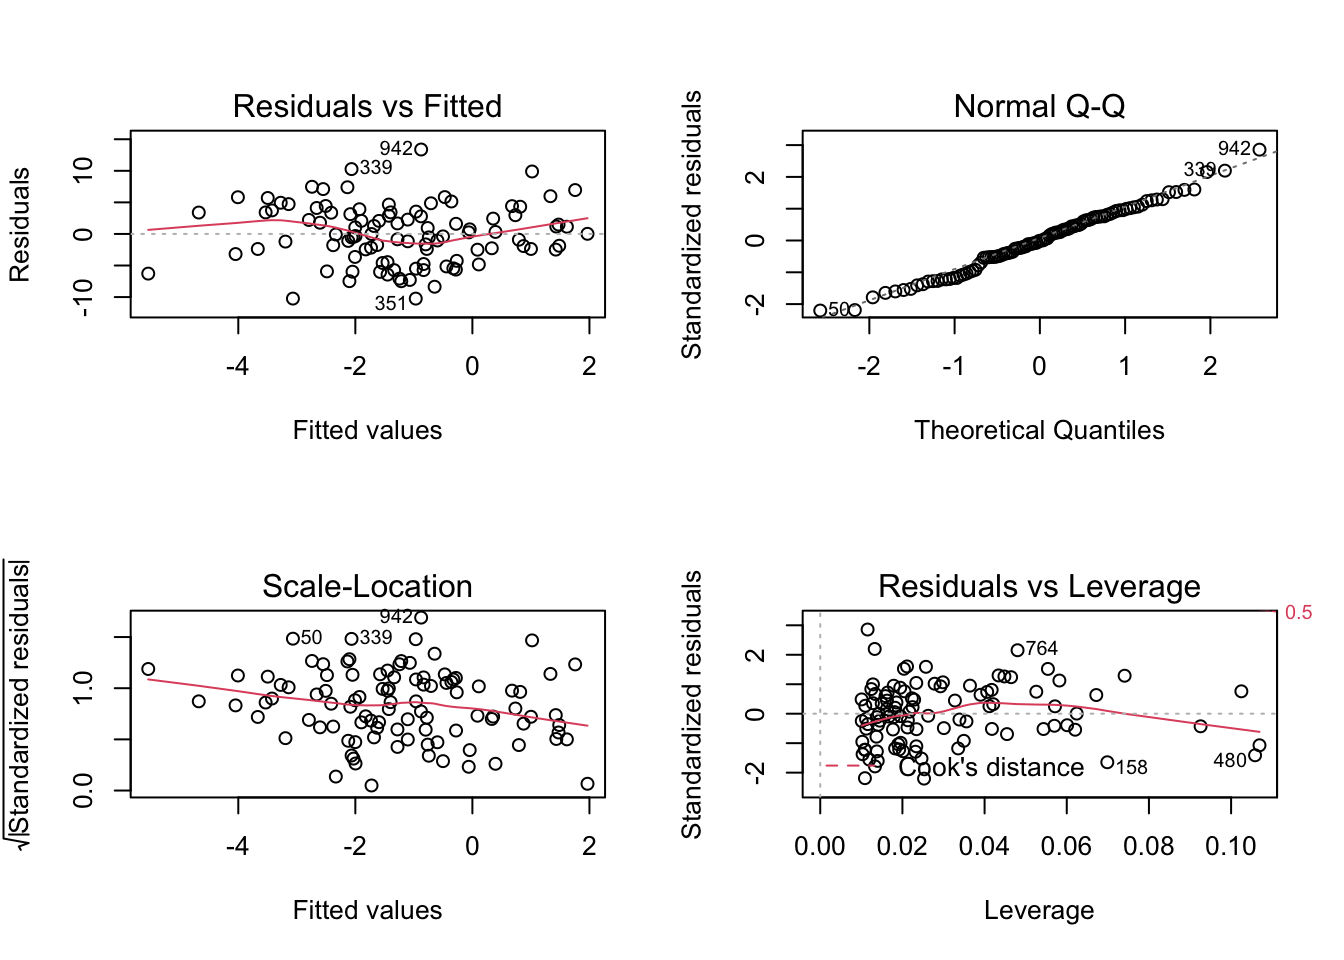 Residuals vs Fitted
Residuals
10
0
-10
942
339
351
-4 -2 0 2
Fitted values
Normal Q-Q
Standardized residuals
2
0
-2
942
339
50
-2 -1 0 1 2
Theoretical Quantiles
Scale-Location
√|Standardized residuals|
1.0
0.0
942
50
339
-4 -2 0 2
Fitted values
Residuals vs Leverage
Standardized residuals
2
0
-2
0.5
764
480
158
Cook's distance
0.00 0.02 0.04 0.06 0.08 0.10
Leverage